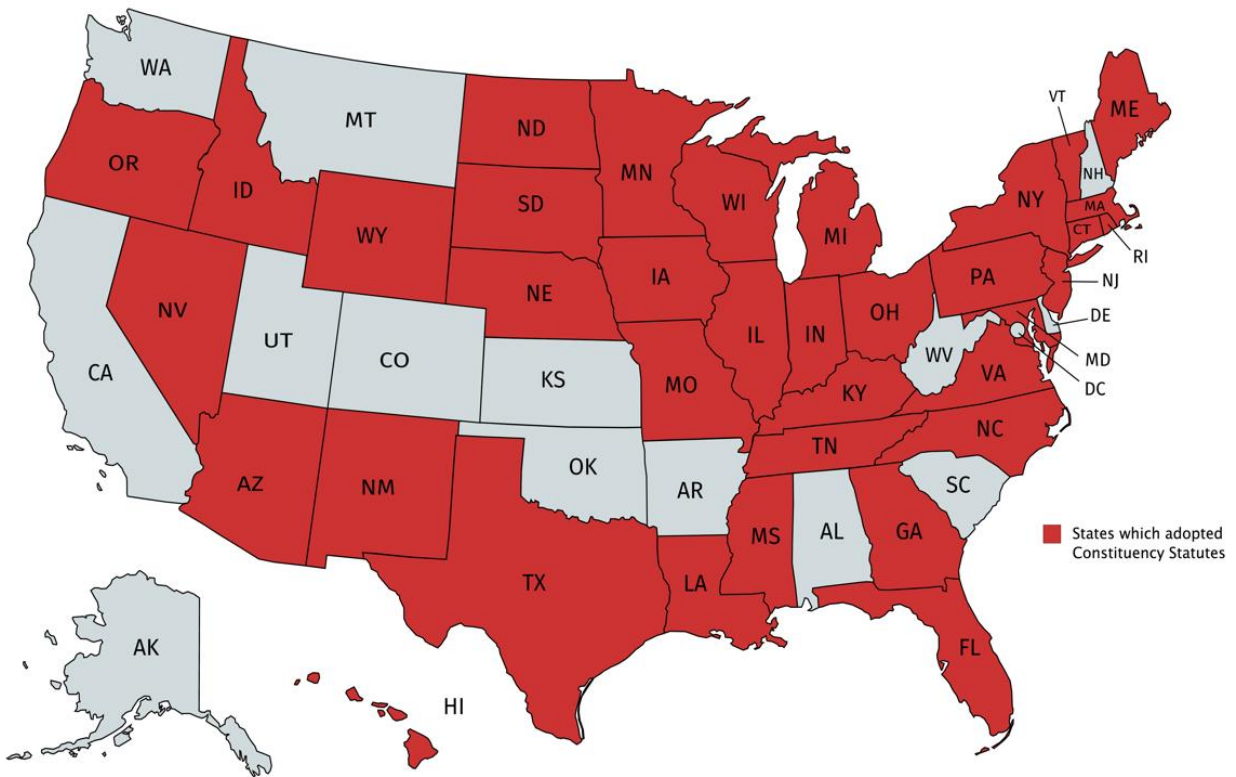 WA
MT
ND
MN
VT
ME
OR
ID
SD
WI
NY
NH
MA
CT
RI
WY
MI
IA
PA
NJ
NE
NV
UT
CO
IL
IN
OH
DE
WV
MD
DC
CA
KS
MO
KY
VA
TN
NC
AZ
NM
OK
AR
SC
MS
AL
GA
States which adopted
Constituency Statutes
TX
LA
FL
AK
HI